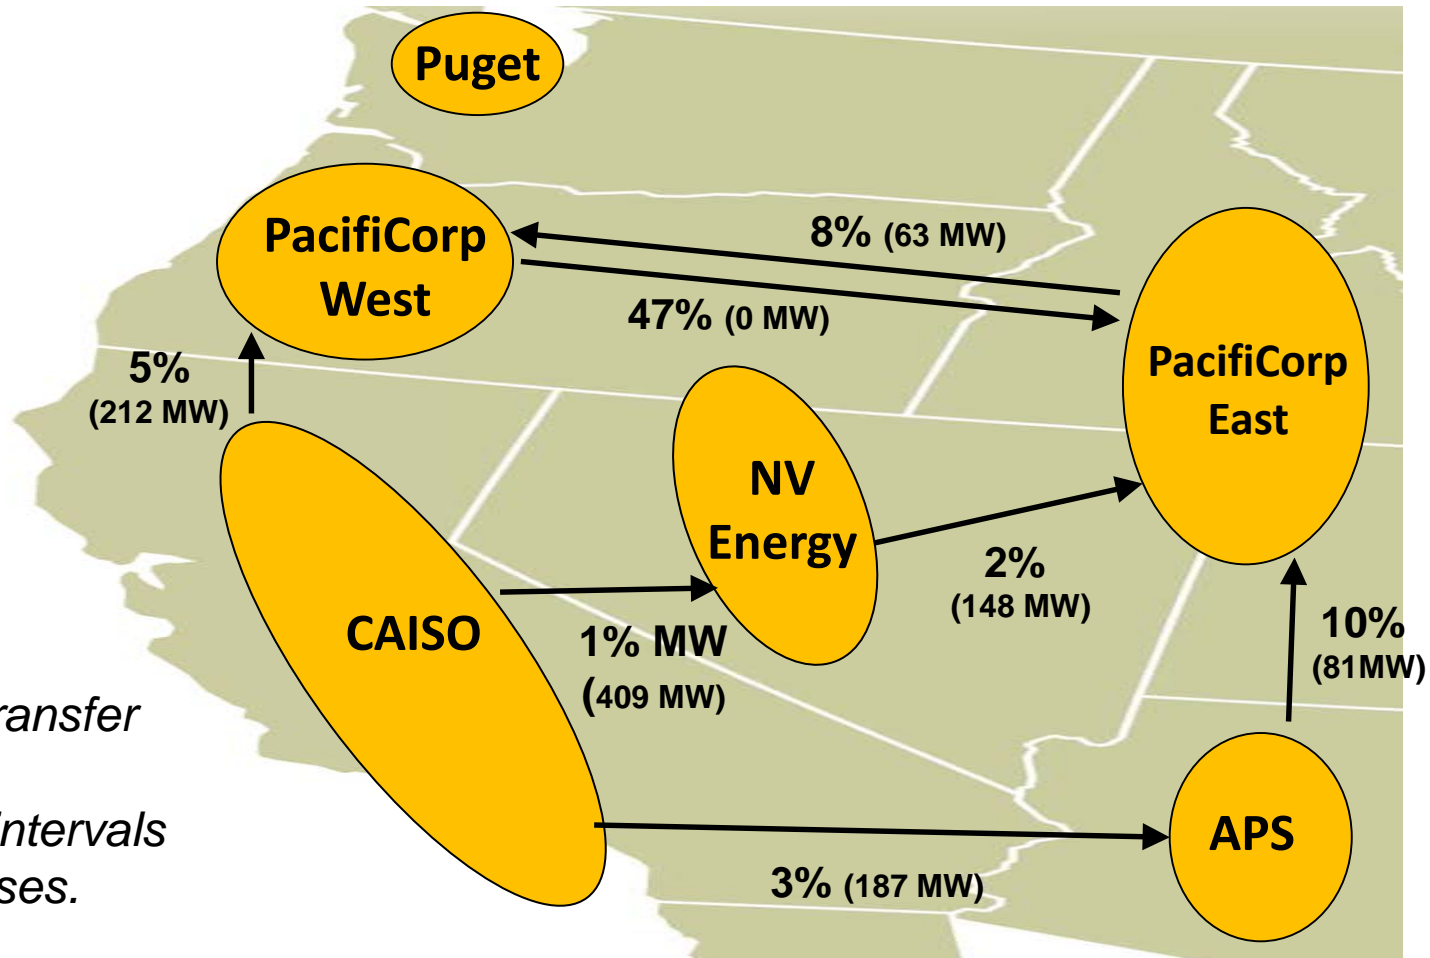 Puget
PacifiCorp
West
8% (63 MW)
47% (0 MW)
PacifiCorp
East
5%
(212 MW)
NV
Energy
2%
(148 MW)
CAISO
1% MW
(409 MW)
10%
(81MW)
ransfer
intervals
ses.
APS
3% (187 MW)